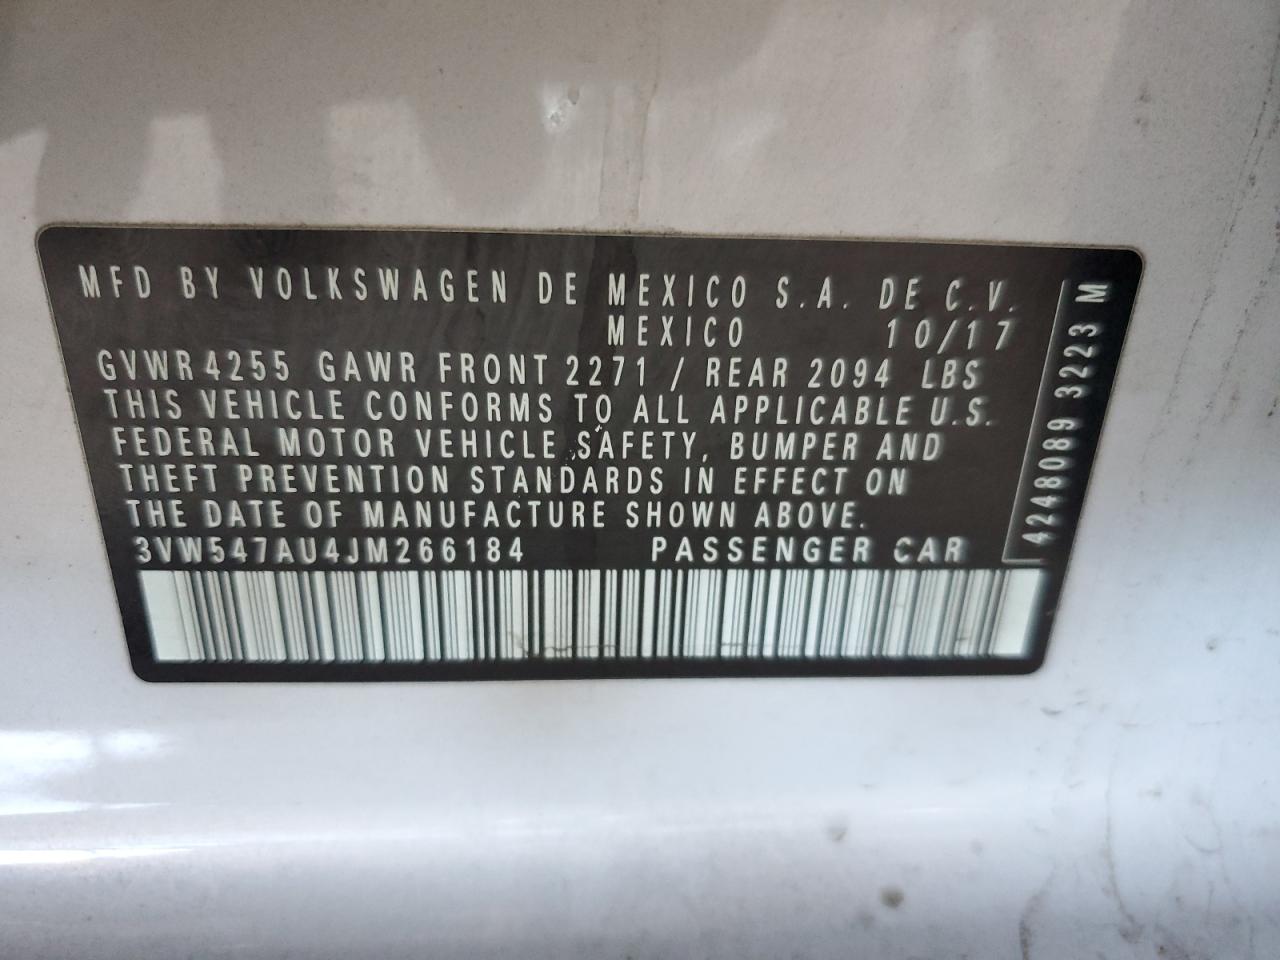 MFD BY VOLKSWAGEN DE MEXICO S.A. DE C.V.
MEXICO 10/17
GVWR 4255 GAWR FRONT 2271 / REAR 2094 LBS
THIS VEHICLE CONFORMS TO ALL APPLICABLE U.S.
FEDERAL MOTOR VEHICLE SAFETY, BUMPER AND
THEFT PREVENTION STANDARDS IN EFFECT ON
THE DATE OF MANUFACTURE SHOWN ABOVE.
3VW547AU4JM266184 PASSENGER CAR
4248089 3223 M